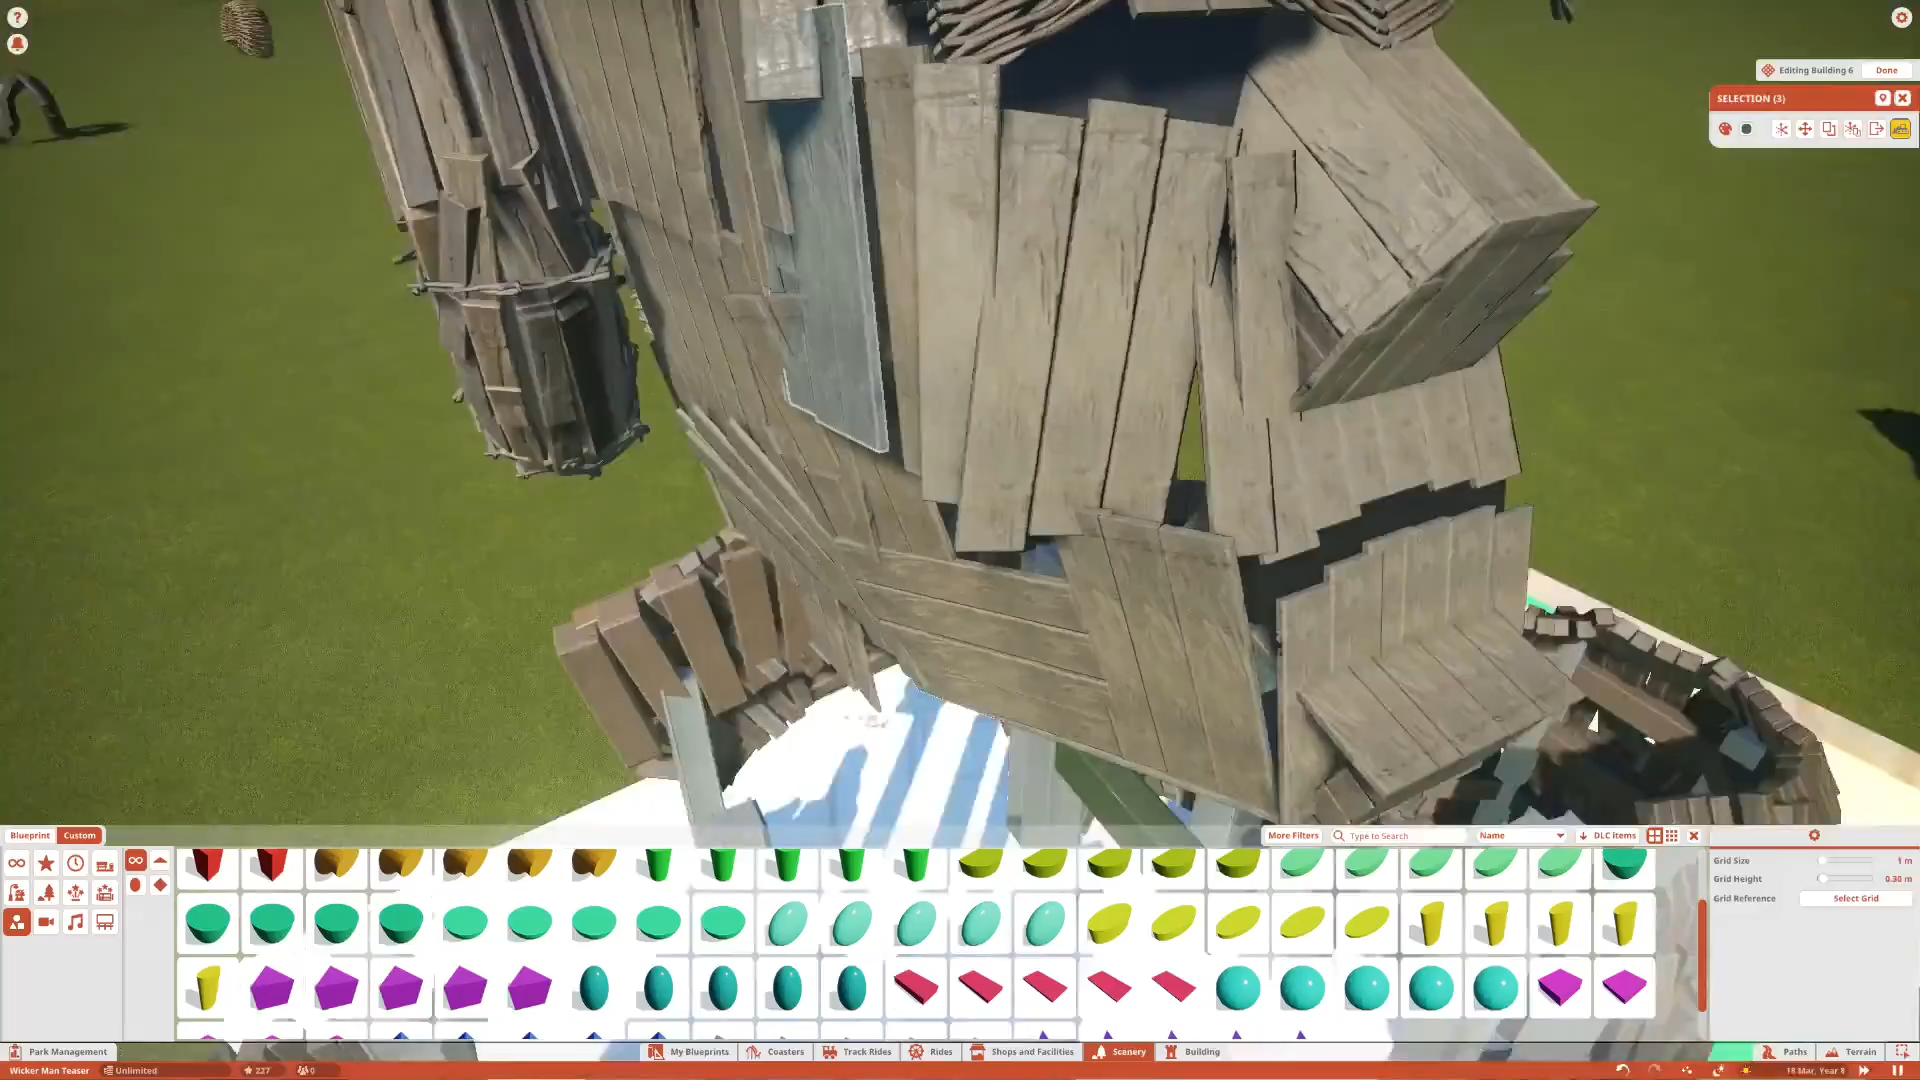 ?
Editing Building 6 Done
SELECTION (3)
Blueprint Custom
More Filters Type to Search Name DLC Items
Grid Size 1 m
Grid Height 0.30 m
Grid Reference Select Grid
Park Management My Blueprints Coasters Track Rides Rides Shops and Facilities Scenery Building Paths Terrain
Wicker Man Teaser Unlimited 227 0 18 Mar, Year 8